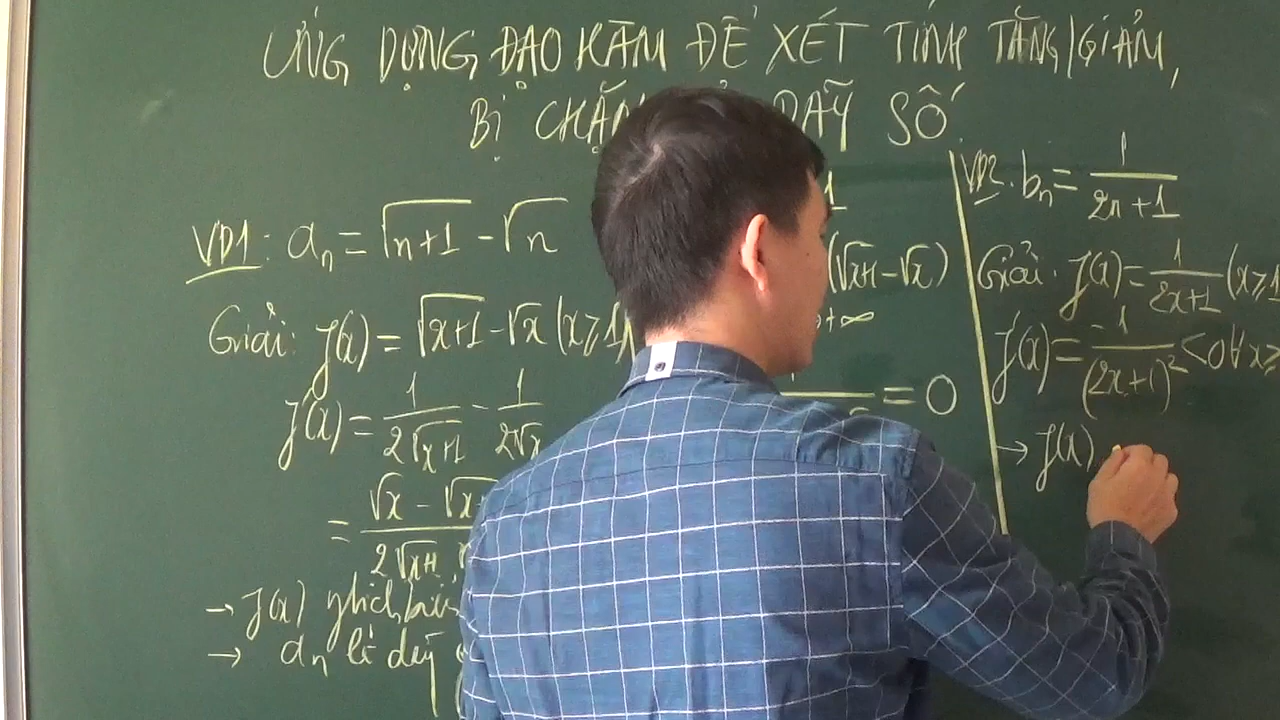 ỨNG DỤNG ĐẠO HÀM ĐỂ XÉT TÍNH TĂNG/GIẢM,
BỊ CHẶN DÃY SỐ.
VD1: aₙ = √(n+1) - √n
Giải: f(x) = √(x+1) - √x (x ≥ 1)
f'(x) = 1/(2√(x+1)) - 1/(2√x)
= (√x - √x
2√(x+1)
→ f(x) nghịch biến
→ aₙ là dãy
1
(√(x+1) - √x)
+∞
= 0
VD2. bₙ = 1/(2n+1)
Giải: f(x) = 1/(2x+1) (x ≥ 1
f'(x) = -1/(2x+1)² < 0 ∀x ≥
→ f(x)